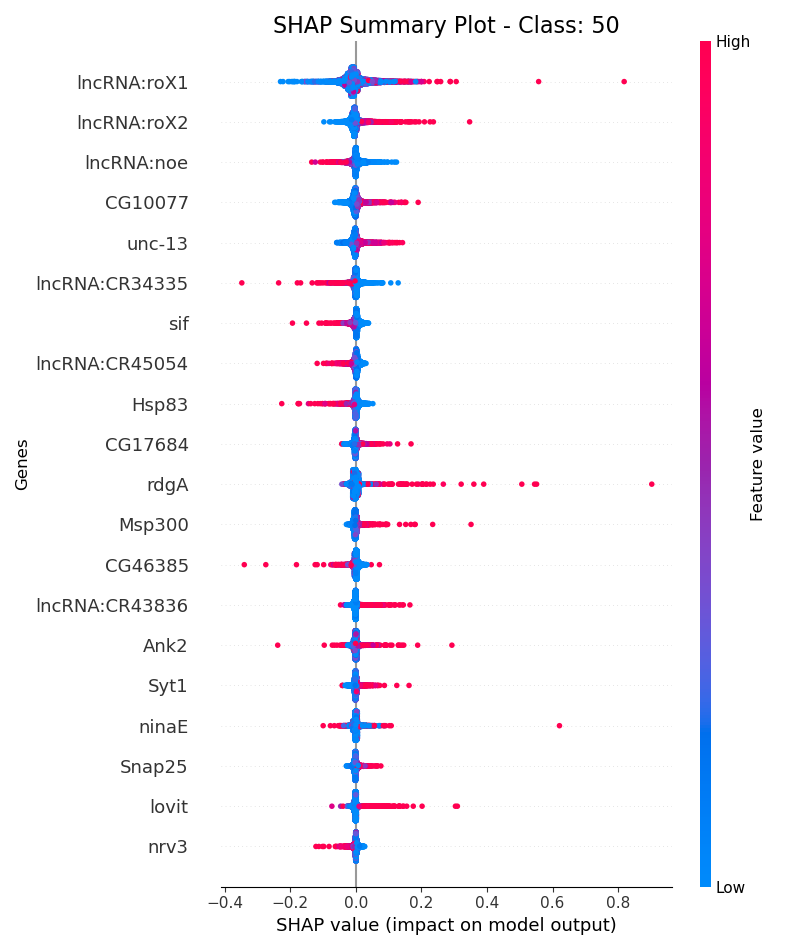 SHAP Summary Plot - Class: 50
High
lncRNA:roX1
lncRNA:roX2
lncRNA:noe
CG10077
unc-13
lncRNA:CR34335
sif
lncRNA:CR45054
Hsp83
CG17684
rdgA
Msp300
CG46385
lncRNA:CR43836
Ank2
Syt1
ninaE
Snap25
lovit
nrv3
Genes
Feature value
Low
−0.4 −0.2 0.0 0.2 0.4 0.6 0.8
SHAP value (impact on model output)